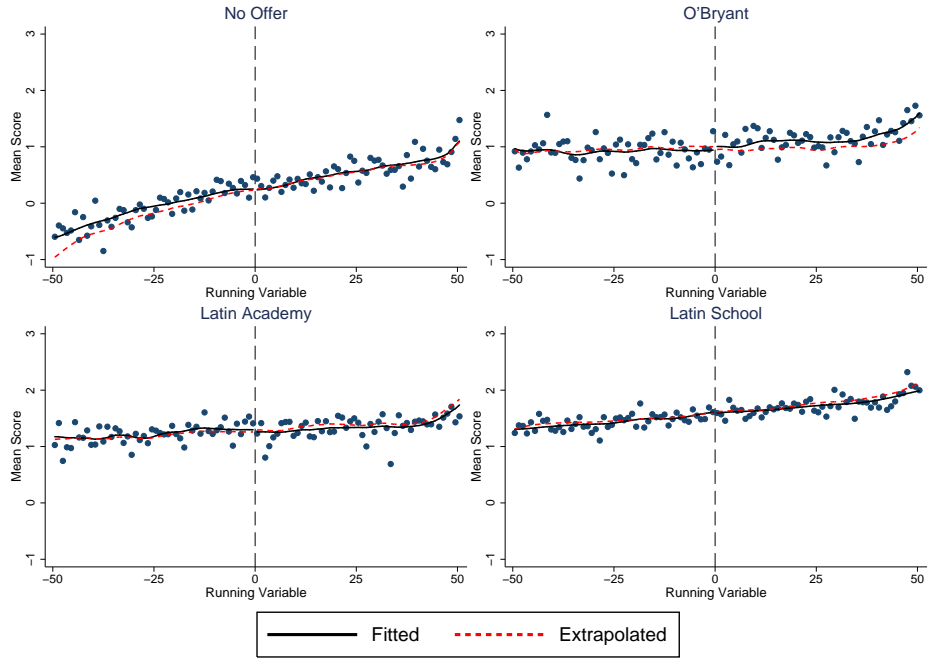 No Offer
O'Bryant
Mean Score
3
2
1
0
−1
−50
−25
0
25
50
Running Variable
Mean Score
3
2
1
0
−1
−50
−25
0
25
50
Running Variable
Latin Academy
Latin School
Mean Score
3
2
1
0
−1
−50
−25
0
25
50
Running Variable
Mean Score
3
2
1
0
−1
−50
−25
0
25
50
Running Variable
Fitted
Extrapolated